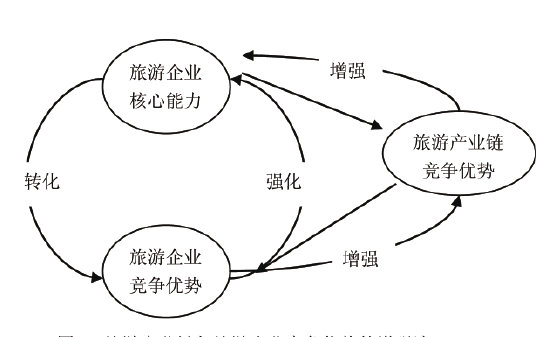 旅游企业
核心能力
增强
旅游产业链
竞争优势
转化
强化
旅游企业
竞争优势
增强